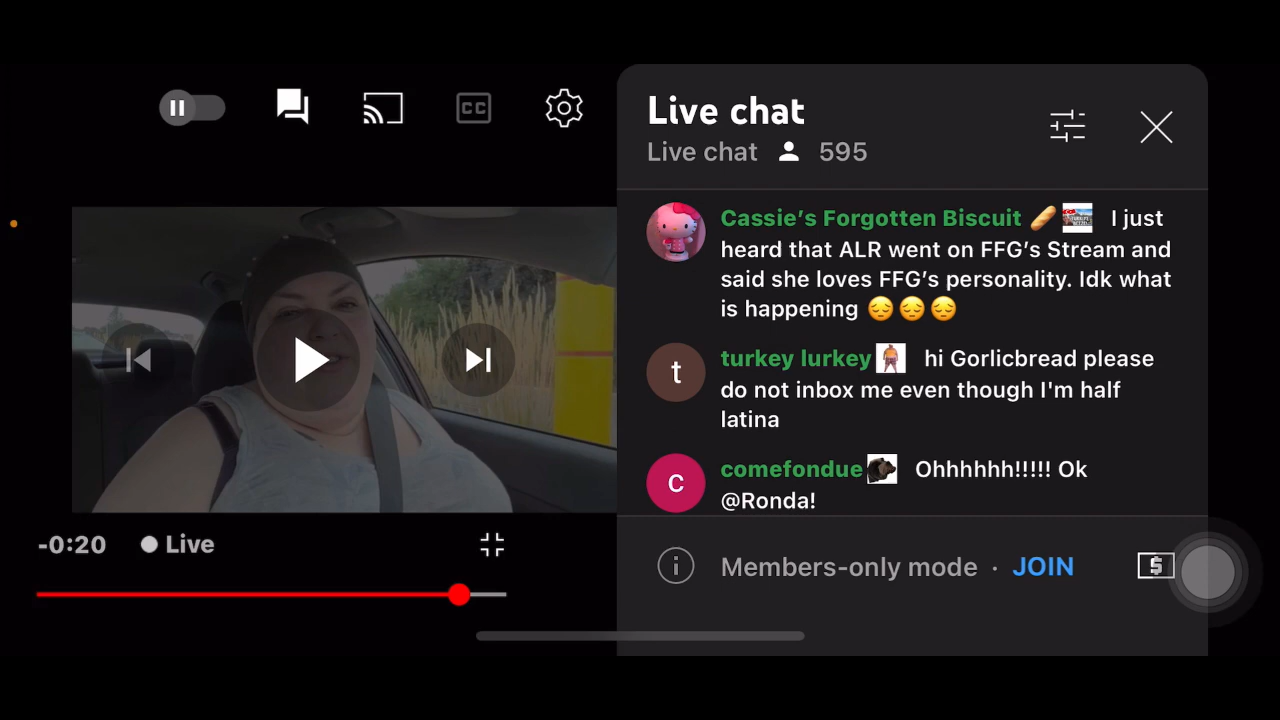 CC
Live chat
Live chat 595
Cassie’s Forgotten Biscuit 🥖 I just
heard that ALR went on FFG’s Stream and
said she loves FFG’s personality. Idk what
is happening 😔😔😔
t
turkey lurkey hi Gorlicbread please
do not inbox me even though I'm half
latina
C
comefondue Ohhhhhh!!!!! Ok
@Ronda!
-0:20 Live
Members-only mode · JOIN
$